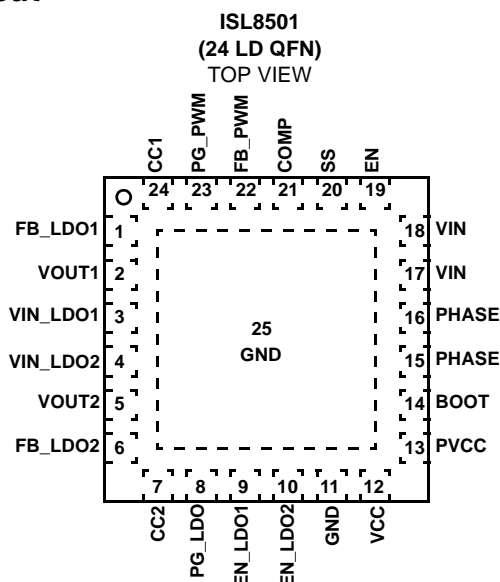 ISL8501
(24 LD QFN)
TOP VIEW
CC1
PG_PWM
FB_PWM
COMP
SS
EN
24 23 22 21 20 19
FB_LDO1 1
VOUT1 2
VIN_LDO1 3
VIN_LDO2 4
VOUT2 5
FB_LDO2 6
25
GND
18 VIN
17 VIN
16 PHASE
15 PHASE
14 BOOT
13 PVCC
7 8 9 10 11 12
CC2
PG_LDO
EN_LDO1
EN_LDO2
GND
VCC